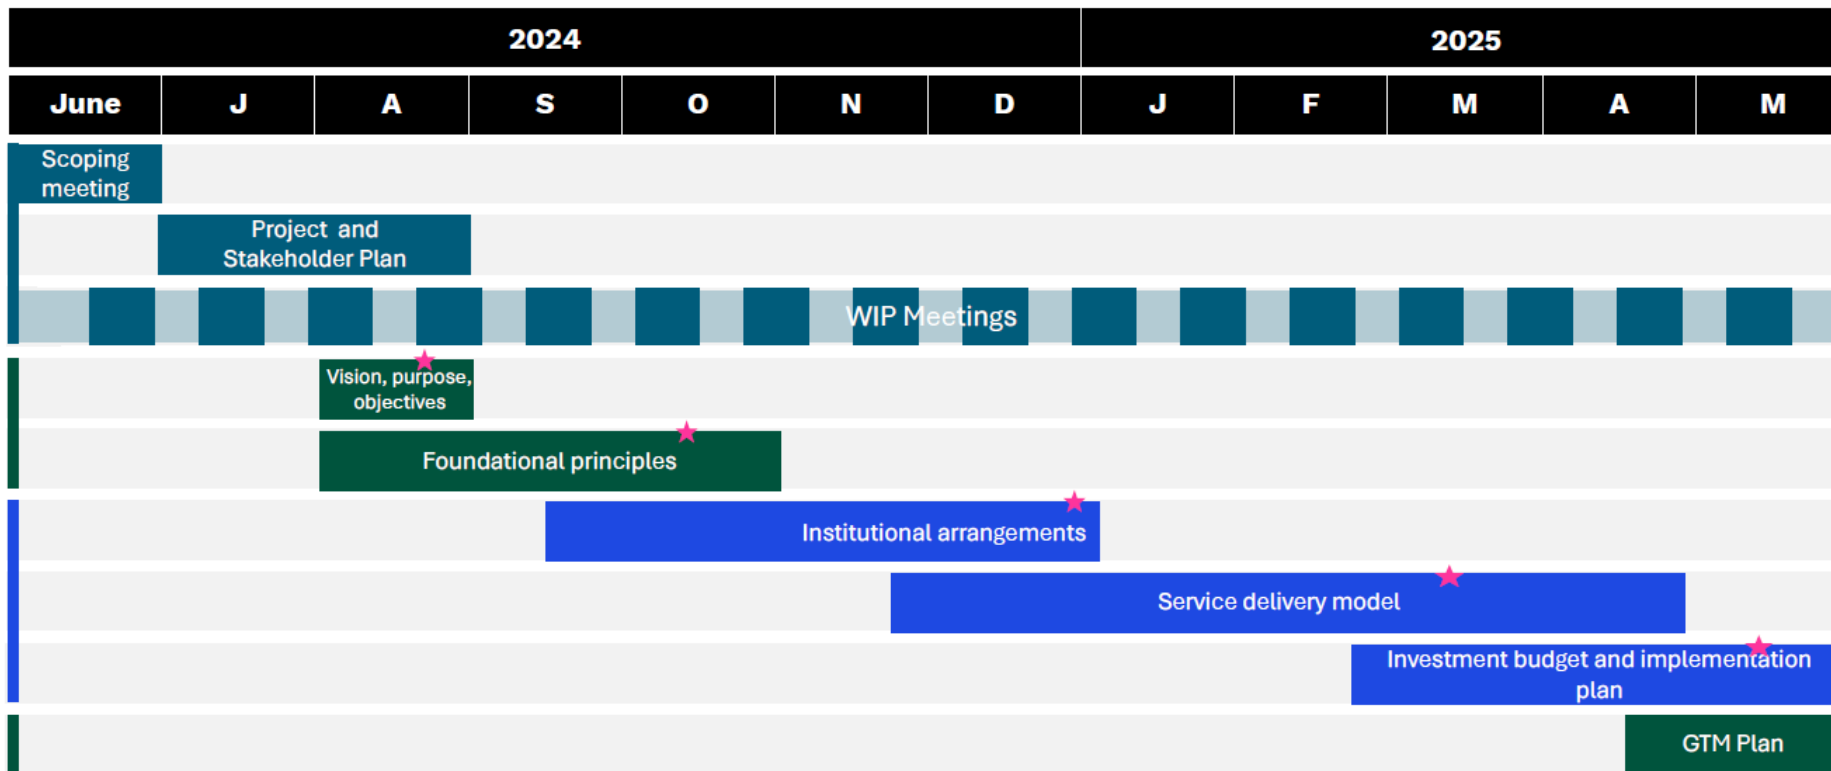 2024 2025
June J A S O N D J F M A M
Scoping
meeting
Project and
Stakeholder Plan
WIP Meetings
Vision, purpose,
objectives
Foundational principles
Institutional arrangements
Service delivery model
Investment budget and implementation
plan
GTM Plan